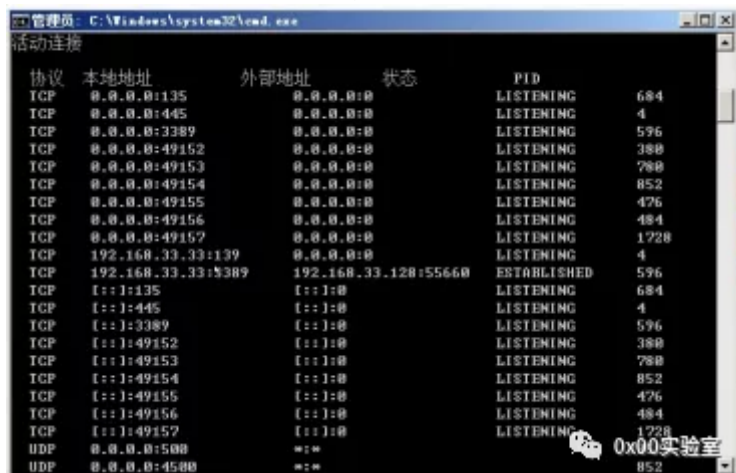 管理员: C:\Windows\system32\cmd.exe
活动连接
协议 本地地址 外部地址 状态 PID
TCP 0.0.0.0:135 0.0.0.0:0 LISTENING 684
TCP 0.0.0.0:445 0.0.0.0:0 LISTENING 4
TCP 0.0.0.0:3389 0.0.0.0:0 LISTENING 596
TCP 0.0.0.0:49152 0.0.0.0:0 LISTENING 380
TCP 0.0.0.0:49153 0.0.0.0:0 LISTENING 780
TCP 0.0.0.0:49154 0.0.0.0:0 LISTENING 852
TCP 0.0.0.0:49155 0.0.0.0:0 LISTENING 476
TCP 0.0.0.0:49156 0.0.0.0:0 LISTENING 484
TCP 0.0.0.0:49157 0.0.0.0:0 LISTENING 1728
TCP 192.168.33.33:139 0.0.0.0:0 LISTENING 4
TCP 192.168.33.33:3389 192.168.33.128:55660 ESTABLISHED 596
TCP [::]:135 [::]:0 LISTENING 684
TCP [::]:445 [::]:0 LISTENING 4
TCP [::]:3389 [::]:0 LISTENING 596
TCP [::]:49152 [::]:0 LISTENING 380
TCP [::]:49153 [::]:0 LISTENING 780
TCP [::]:49154 [::]:0 LISTENING 852
TCP [::]:49155 [::]:0 LISTENING 476
TCP [::]:49156 [::]:0 LISTENING 484
TCP [::]:49157 [::]:0 LISTENING 1728
UDP 0.0.0.0:500 *:*
UDP 0.0.0.0:4500 *:* 852
0x00实验室